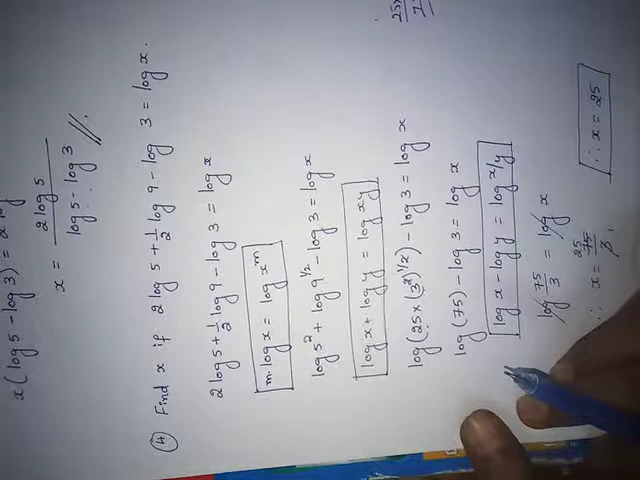 x(log 5 - log 3) = 2 log
x = 2 log 5 / log 5 - log 3 //.
④ Find x if 2 log 5 + 1/2 log 9 - log 3 = log x.
2 log 5 + 1/2 log 9 - log 3 = log x
m log x = log x^m
log 5^2 + log 9^1/2 - log 3 = log x
log x + log y = log xy
log (25 × (3^2)^1/2) - log 3 = log x
log (75) - log 3 = log x
log x - log y = log x/y
log 75/3 = log x
∴ x = 75/3 25
∴ x = 25